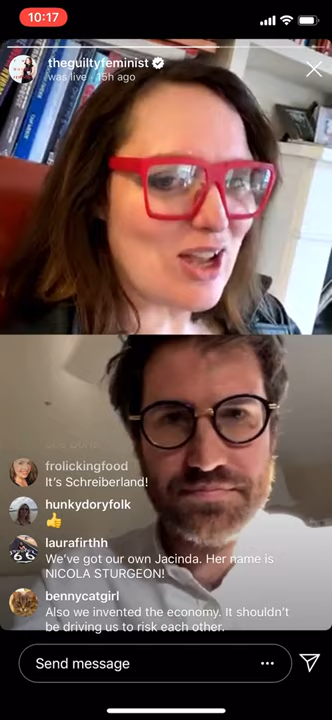 10:17
theguiltyfeminist
was live · 15h ago
frolickingfood
It's Schreiberland!
hunkydoryfolk
👍
laurafirthh
We've got our own Jacinda. Her name is
NICOLA STURGEON!
bennycatgirl
Also we invented the economy. It shouldn't
be driving us to risk each other.
Send message